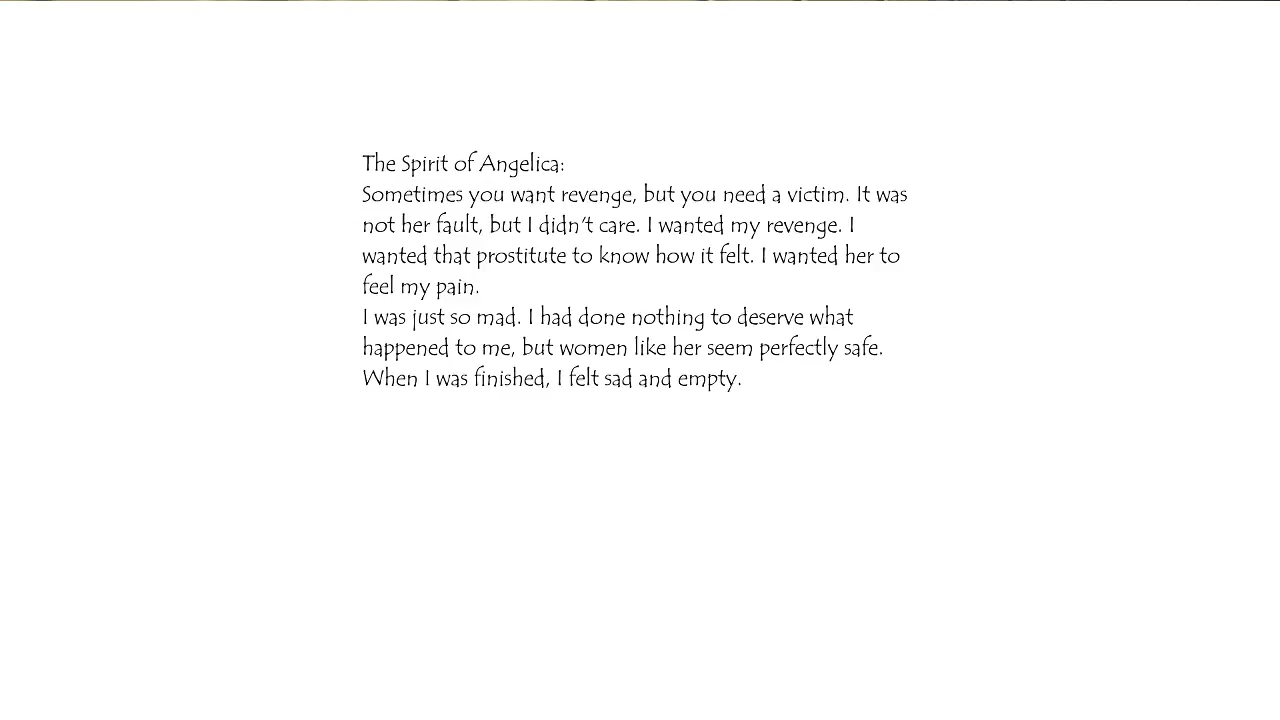 The Spirit of Angelica:
Sometimes you want revenge, but you need a victim. It was
not her fault, but I didn't care. I wanted my revenge. I
wanted that prostitute to know how it felt. I wanted her to
feel my pain.
I was just so mad. I had done nothing to deserve what
happened to me, but women like her seem perfectly safe.
When I was finished, I felt sad and empty.